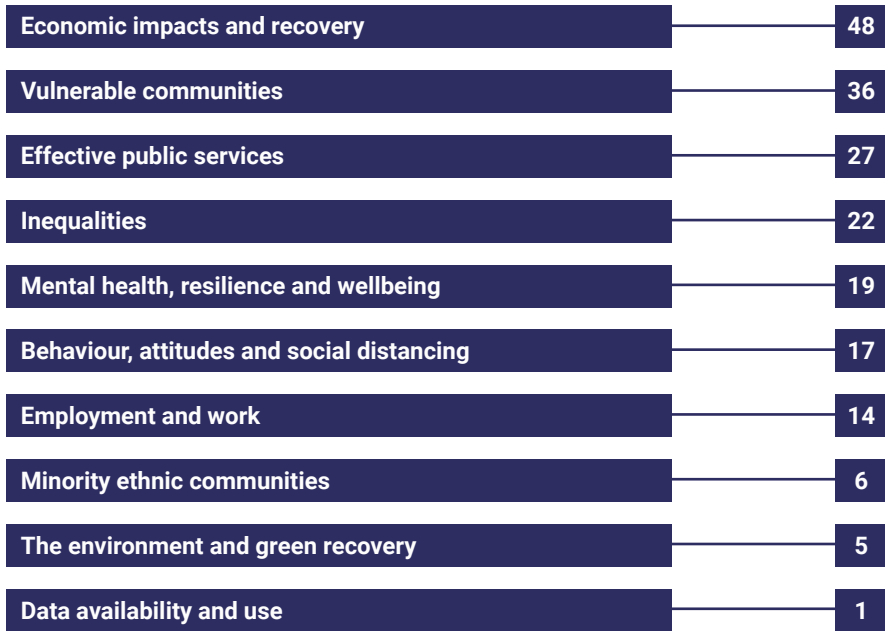 Economic impacts and recovery 48
Vulnerable communities 36
Effective public services 27
Inequalities 22
Mental health, resilience and wellbeing 19
Behaviour, attitudes and social distancing 17
Employment and work 14
Minority ethnic communities 6
The environment and green recovery 5
Data availability and use 1